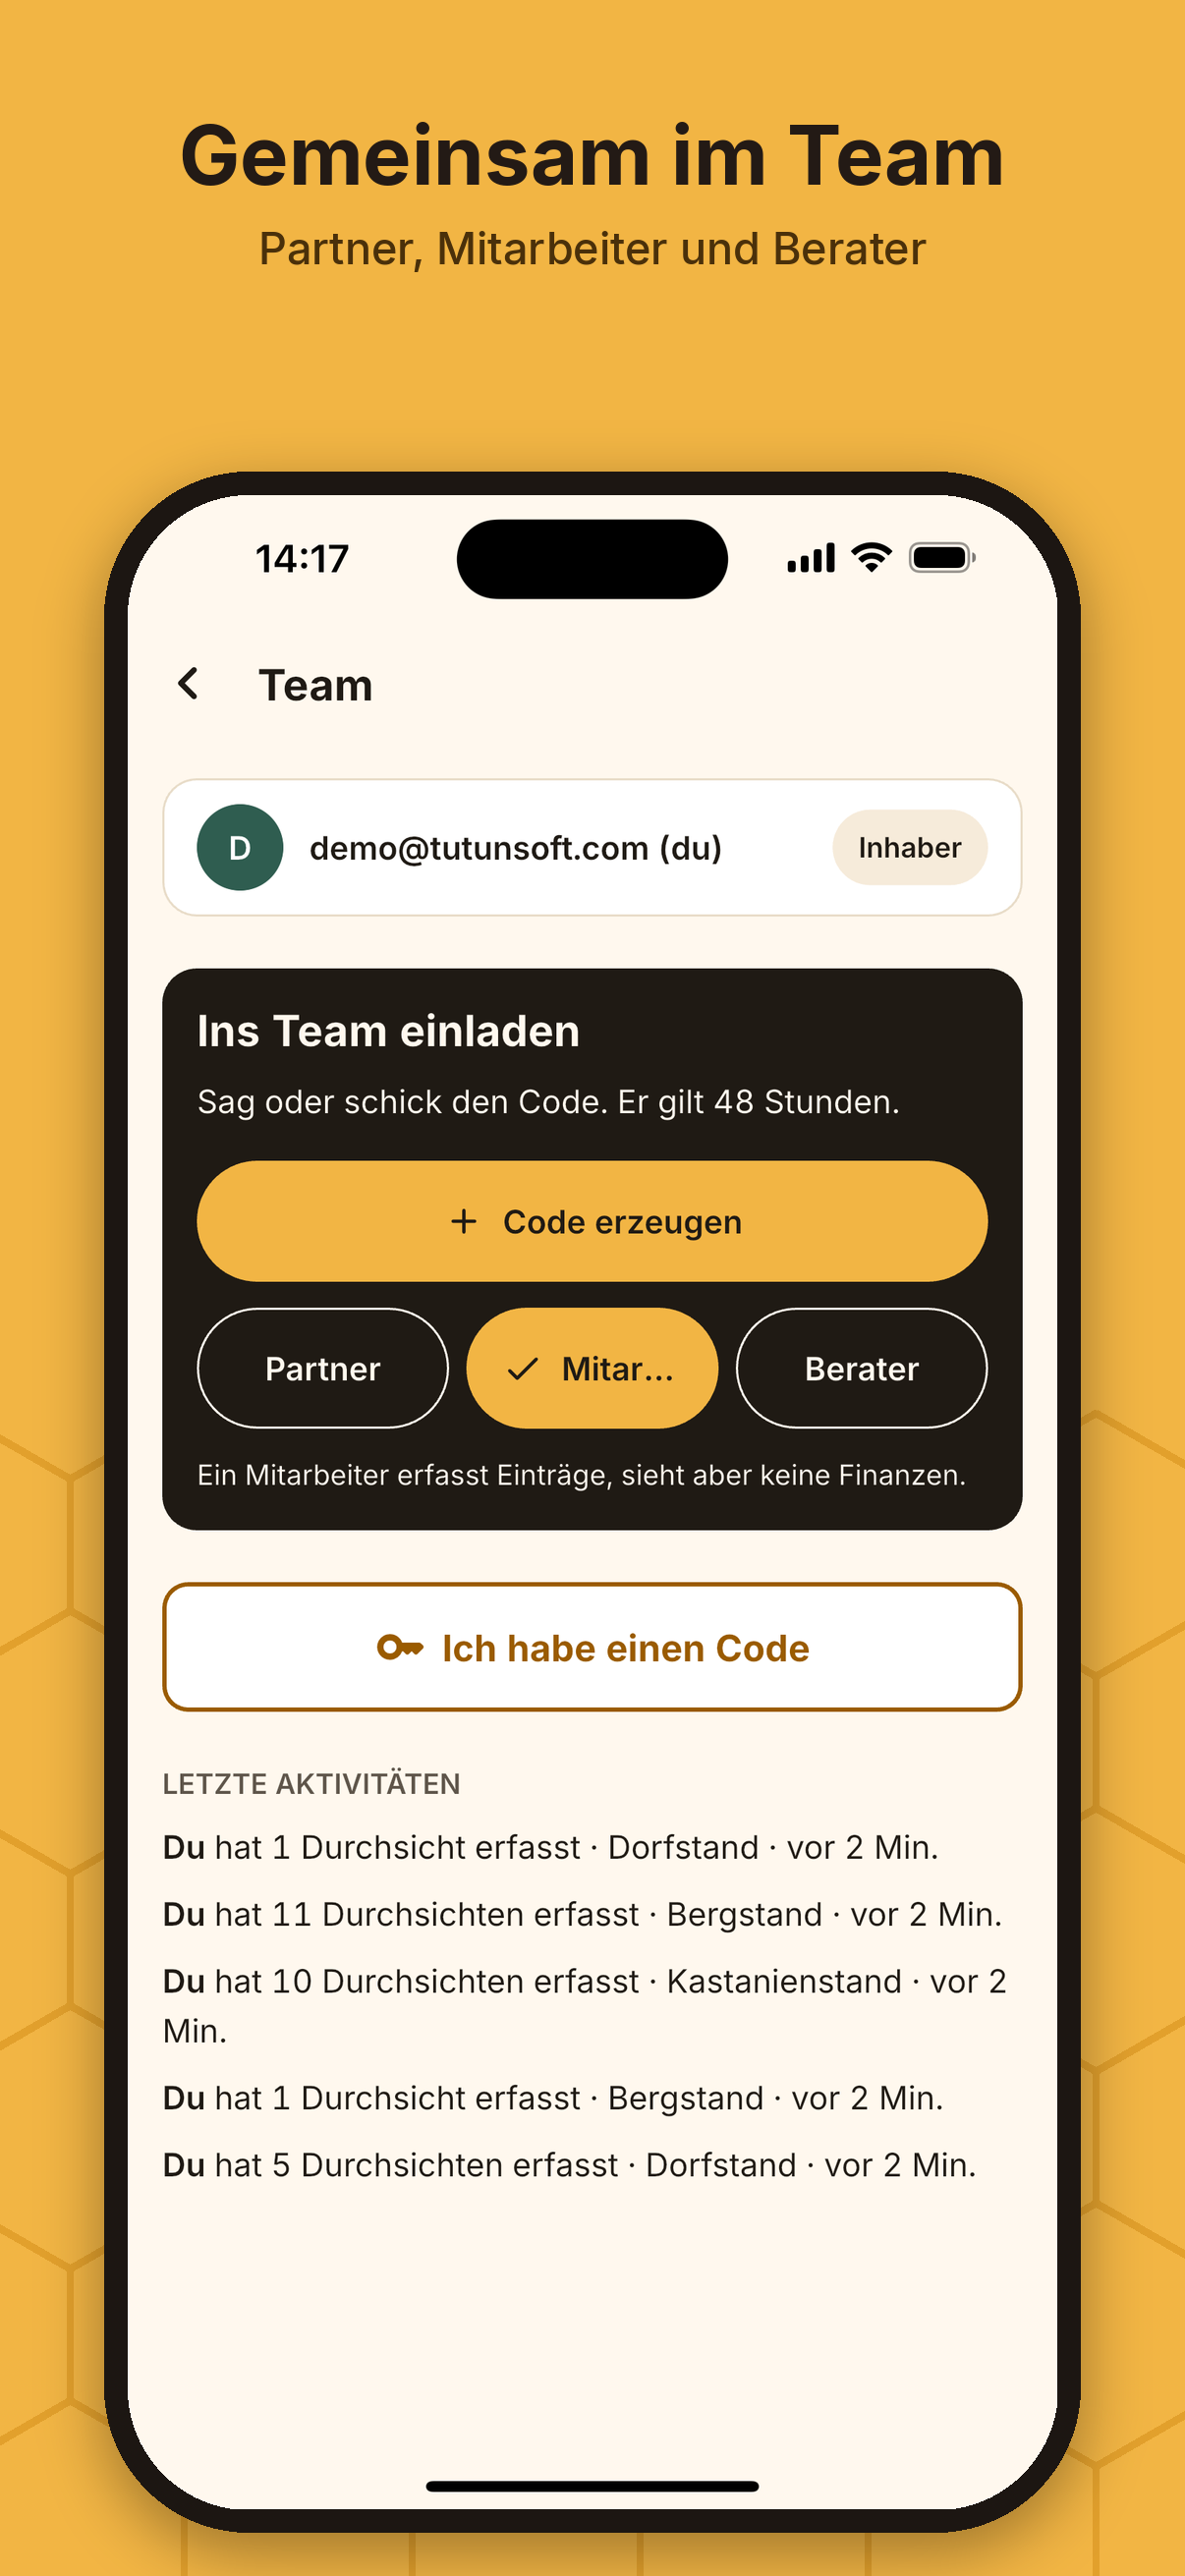 Gemeinsam im Team
Partner, Mitarbeiter und Berater
14:17
Team
D
demo@tutunsoft.com (du)
Inhaber
Ins Team einladen
Sag oder schick den Code. Er gilt 48 Stunden.
+ Code erzeugen
Partner
Mitar...
Berater
Ein Mitarbeiter erfasst Einträge, sieht aber keine Finanzen.
Ich habe einen Code
LETZTE AKTIVITÄTEN
Du hat 1 Durchsicht erfasst · Dorfstand · vor 2 Min.
Du hat 11 Durchsichten erfasst · Bergstand · vor 2 Min.
Du hat 10 Durchsichten erfasst · Kastanienstand · vor 2
Min.
Du hat 1 Durchsicht erfasst · Bergstand · vor 2 Min.
Du hat 5 Durchsichten erfasst · Dorfstand · vor 2 Min.